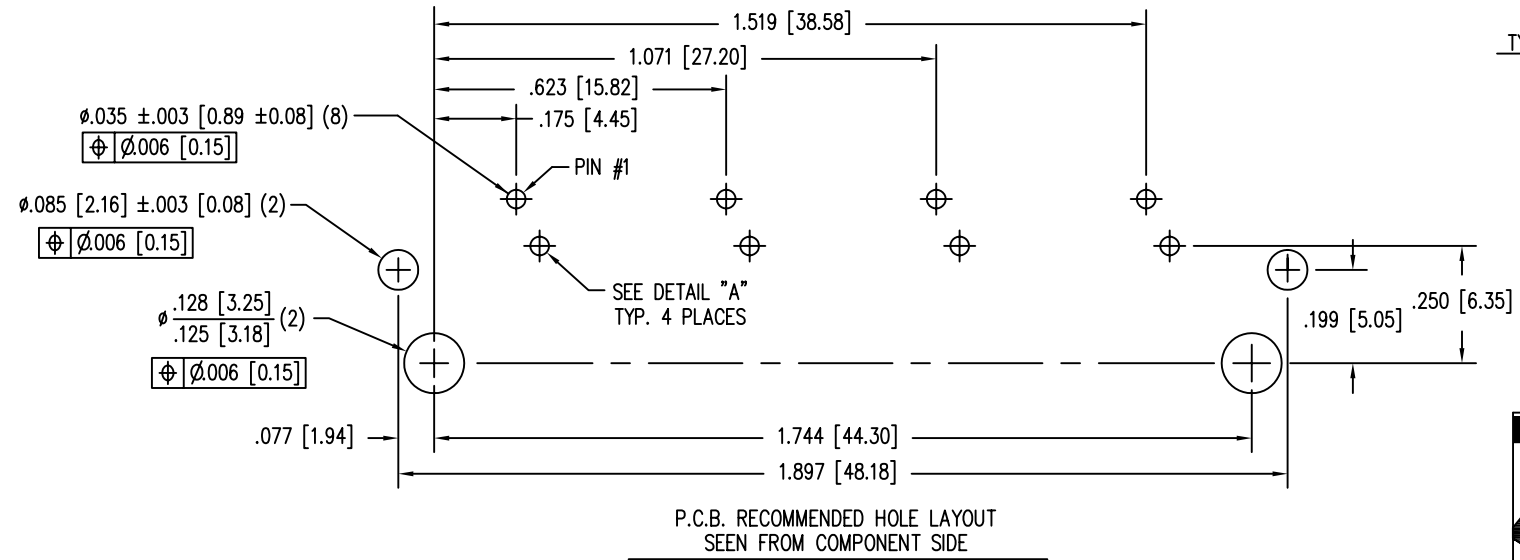 1.519 [38.58]
1.071 [27.20]
.623 [15.82]
.175 [4.45]
ø.035 ±.003 [0.89 ±0.08] (8)
⌖ Ø.006 [0.15]
PIN #1
ø.085 [2.16] ±.003 [0.08] (2)
⌖ Ø.006 [0.15]
SEE DETAIL "A"
TYP. 4 PLACES
ø .128 [3.25]
.125 [3.18] (2)
⌖ Ø.006 [0.15]
.250 [6.35]
.199 [5.05]
.077 [1.94]
1.744 [44.30]
1.897 [48.18]
P.C.B. RECOMMENDED HOLE LAYOUT
SEEN FROM COMPONENT SIDE